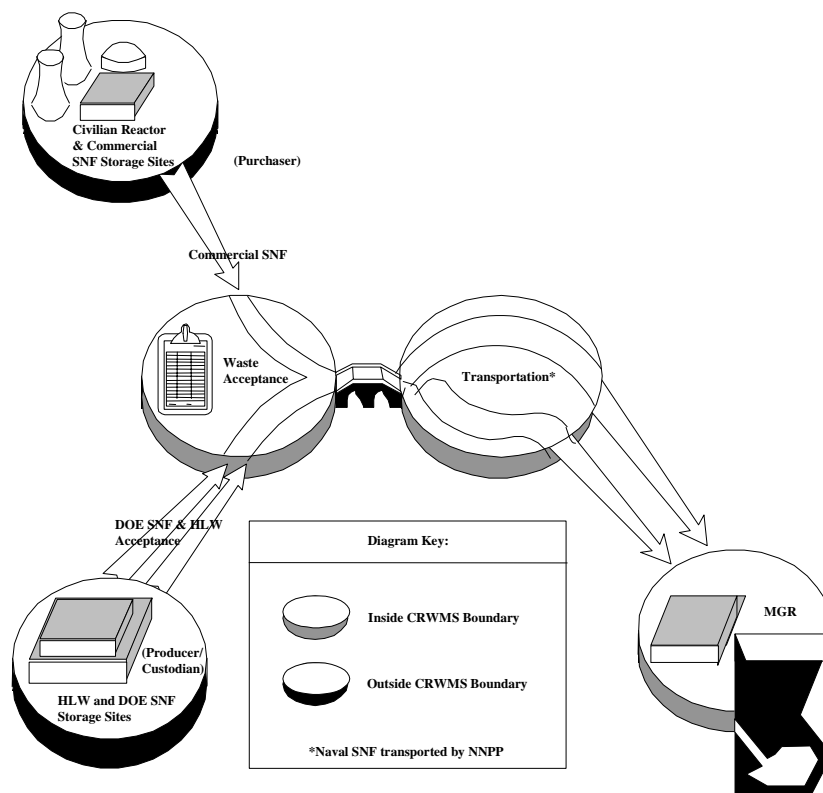 Civilian Reactor
& Commercial
SNF Storage Sites
(Purchaser)
Commercial SNF
Waste
Acceptance
Transportation*
DOE SNF & HLW
Acceptance
Diagram Key:
Inside CRWMS Boundary
Outside CRWMS Boundary
*Naval SNF transported by NNPP
MGR
(Producer/
Custodian)
HLW and DOE SNF
Storage Sites